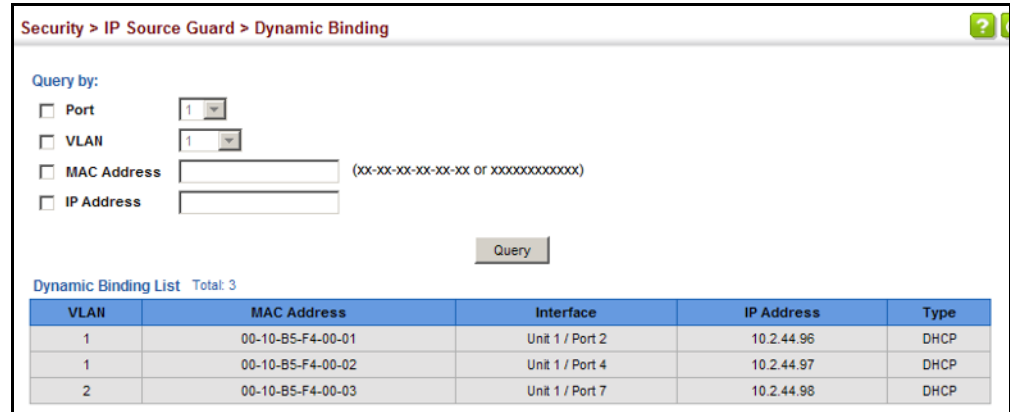 Security > IP Source Guard > Dynamic Binding ?
Query by:
Port 1
VLAN 1
MAC Address (xx-xx-xx-xx-xx-xx or xxxxxxxxxxxx)
IP Address
Query
Dynamic Binding List Total: 3
VLAN MAC Address Interface IP Address Type
1 00-10-B5-F4-00-01 Unit 1 / Port 2 10.2.44.96 DHCP
1 00-10-B5-F4-00-02 Unit 1 / Port 4 10.2.44.97 DHCP
2 00-10-B5-F4-00-03 Unit 1 / Port 7 10.2.44.98 DHCP